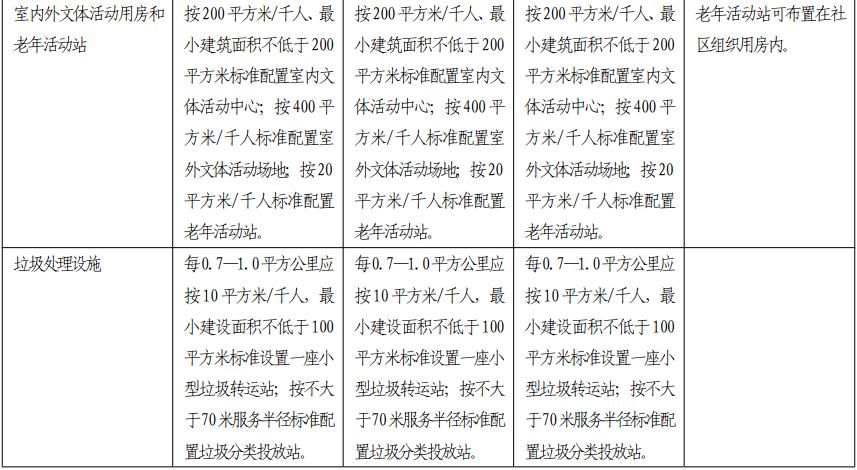 室内外文体活动用房和
老年活动站
按200平方米/千人、最
小建筑面积不低于200
平方米标准配置室内文
体活动中心；按400平
方米/千人标准配置室
外文体活动场地；按20
平方米/千人标准配置
老年活动站。
按200平方米/千人、最
小建筑面积不低于200
平方米标准配置室内文
体活动中心；按400平
方米/千人标准配置室
外文体活动场地；按20
平方米/千人标准配置
老年活动站。
按200平方米/千人、最
小建筑面积不低于200
平方米标准配置室内文
体活动中心；按400平
方米/千人标准配置室
外文体活动场地；按20
平方米/千人标准配置
老年活动站。
老年活动站可布置在社
区组织用房内。
垃圾处理设施
每0.7—1.0平方公里应
按10平方米/千人，最
小建设面积不低于100
平方米标准设置一座小
型垃圾转运站；按不大
于70米服务半径标准配
置垃圾分类投放站。
每0.7—1.0平方公里应
按10平方米/千人，最
小建设面积不低于100
平方米标准设置一座小
型垃圾转运站；按不大
于70米服务半径标准配
置垃圾分类投放站。
每0.7—1.0平方公里应
按10平方米/千人，最
小建设面积不低于100
平方米标准设置一座小
型垃圾转运站；按不大
于70米服务半径标准配
置垃圾分类投放站。